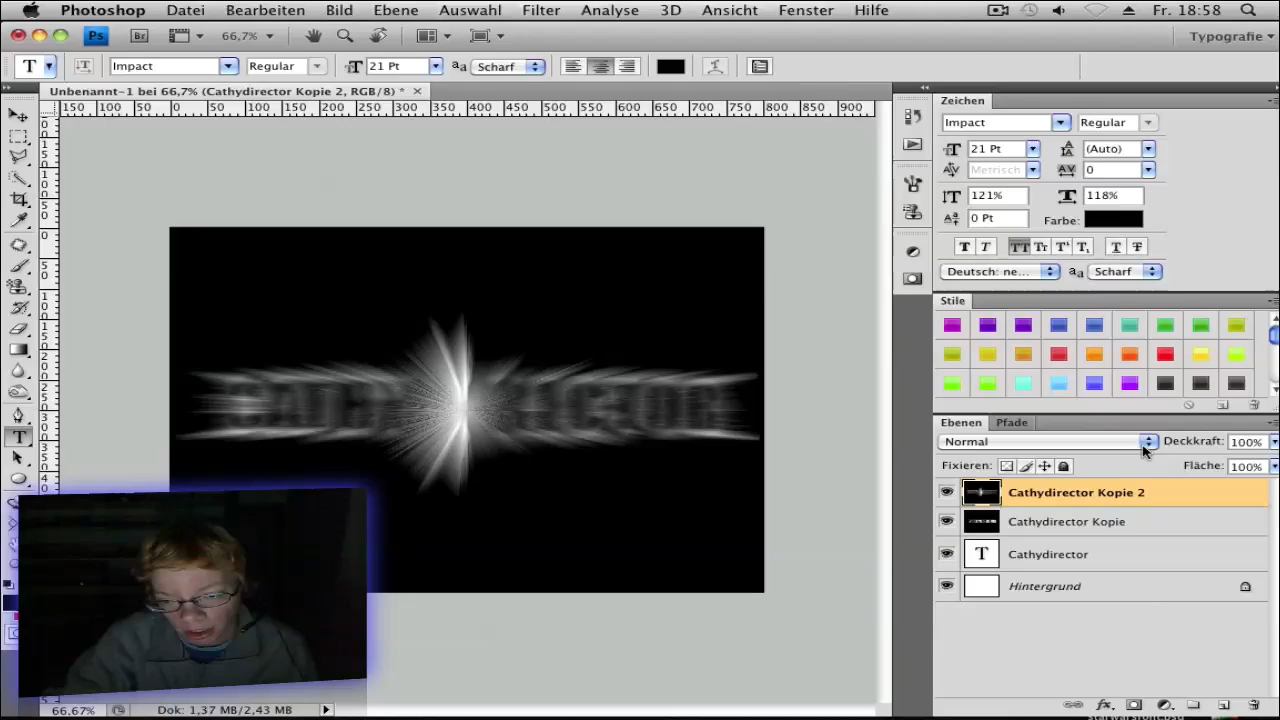 Photoshop Datei Bearbeiten Bild Ebene Auswahl Filter Analyse 3D Ansicht Fenster Hilfe Fr. 18:58
Ps Br 66,7% Typografie
T Impact Regular 21 Pt Scharf
Unbenannt-1 bei 66,7% (Cathydirector Kopie 2, RGB/8) *
150 100 50 0 50 100 150 200 250 300 350 400 450 500 550 600 650 700 750 800 850 900
Zeichen
Impact Regular
21 Pt (Auto)
Metrisch 0
121% 118%
0 Pt Farbe:
T T TT Tr T¹ T₁ T T
Deutsch: ne... Scharf
Stile
Ebenen Pfade
Normal Deckkraft: 100%
Fixieren: Fläche: 100%
Cathydirector Kopie 2
Cathydirector Kopie
T Cathydirector
Hintergrund
66.67% Dok: 1,37 MB/2,43 MB